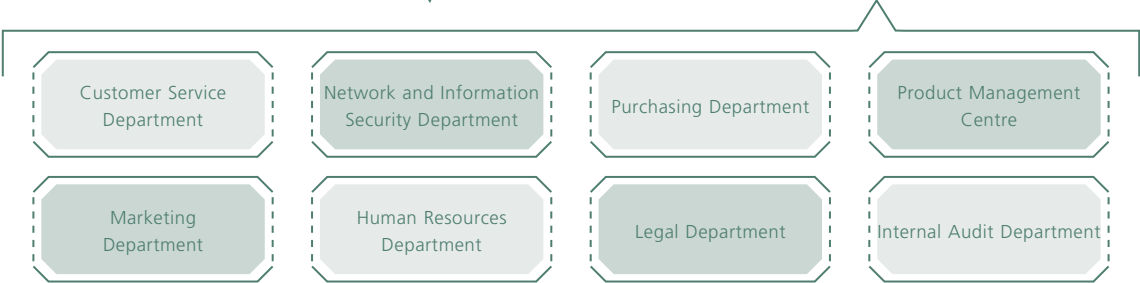 Customer Service
Department
Network and Information
Security Department
Purchasing Department
Product Management
Centre
Marketing
Department
Human Resources
Department
Legal Department
Internal Audit Department